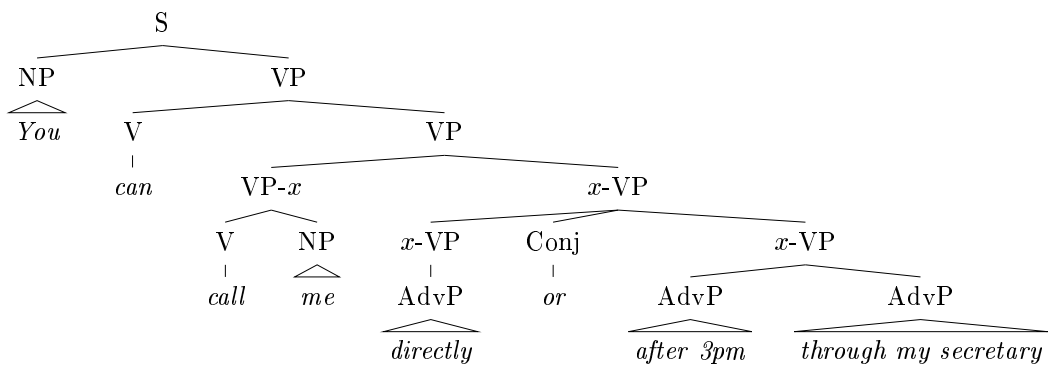 S
NP VP
You V VP
can VP-x x-VP
V NP x-VP Conj x-VP
call me AdvP or AdvP AdvP
directly after 3pm through my secretary